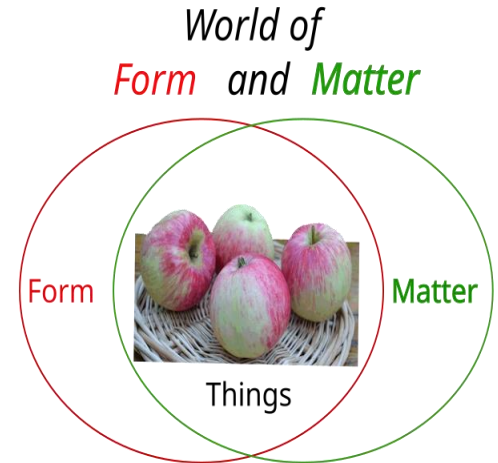 World of
Form and Matter
Form
Matter
Things